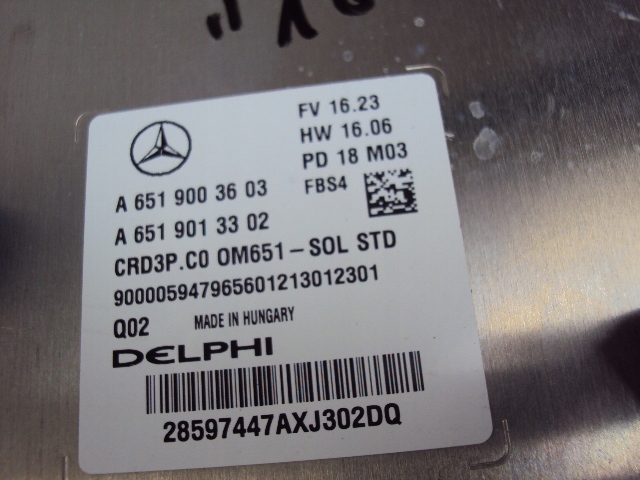 FV 16.23
HW 16.06
PD 18 M03
FBS4
A 651 900 36 03
A 651 901 33 02
CRD3P.C0 OM651-SOL STD
900005947965601213012301
Q02 MADE IN HUNGARY
DELPHI
28597447AXJ302DQ